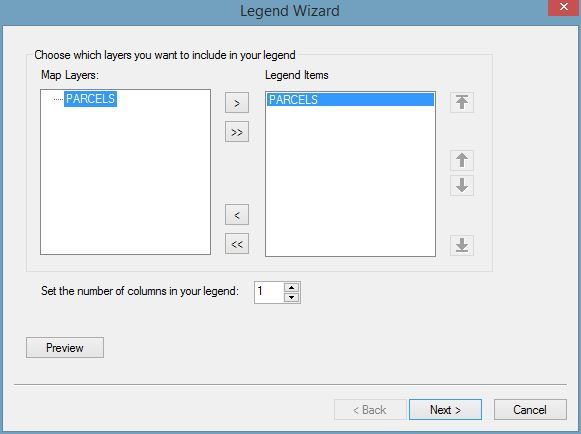 Legend Wizard
x
Choose which layers you want to include in your legend
Map Layers:
Legend Items
PARCELS
PARCELS
>
>>
<
<<
Set the number of columns in your legend:
1
Preview
< Back
Next >
Cancel